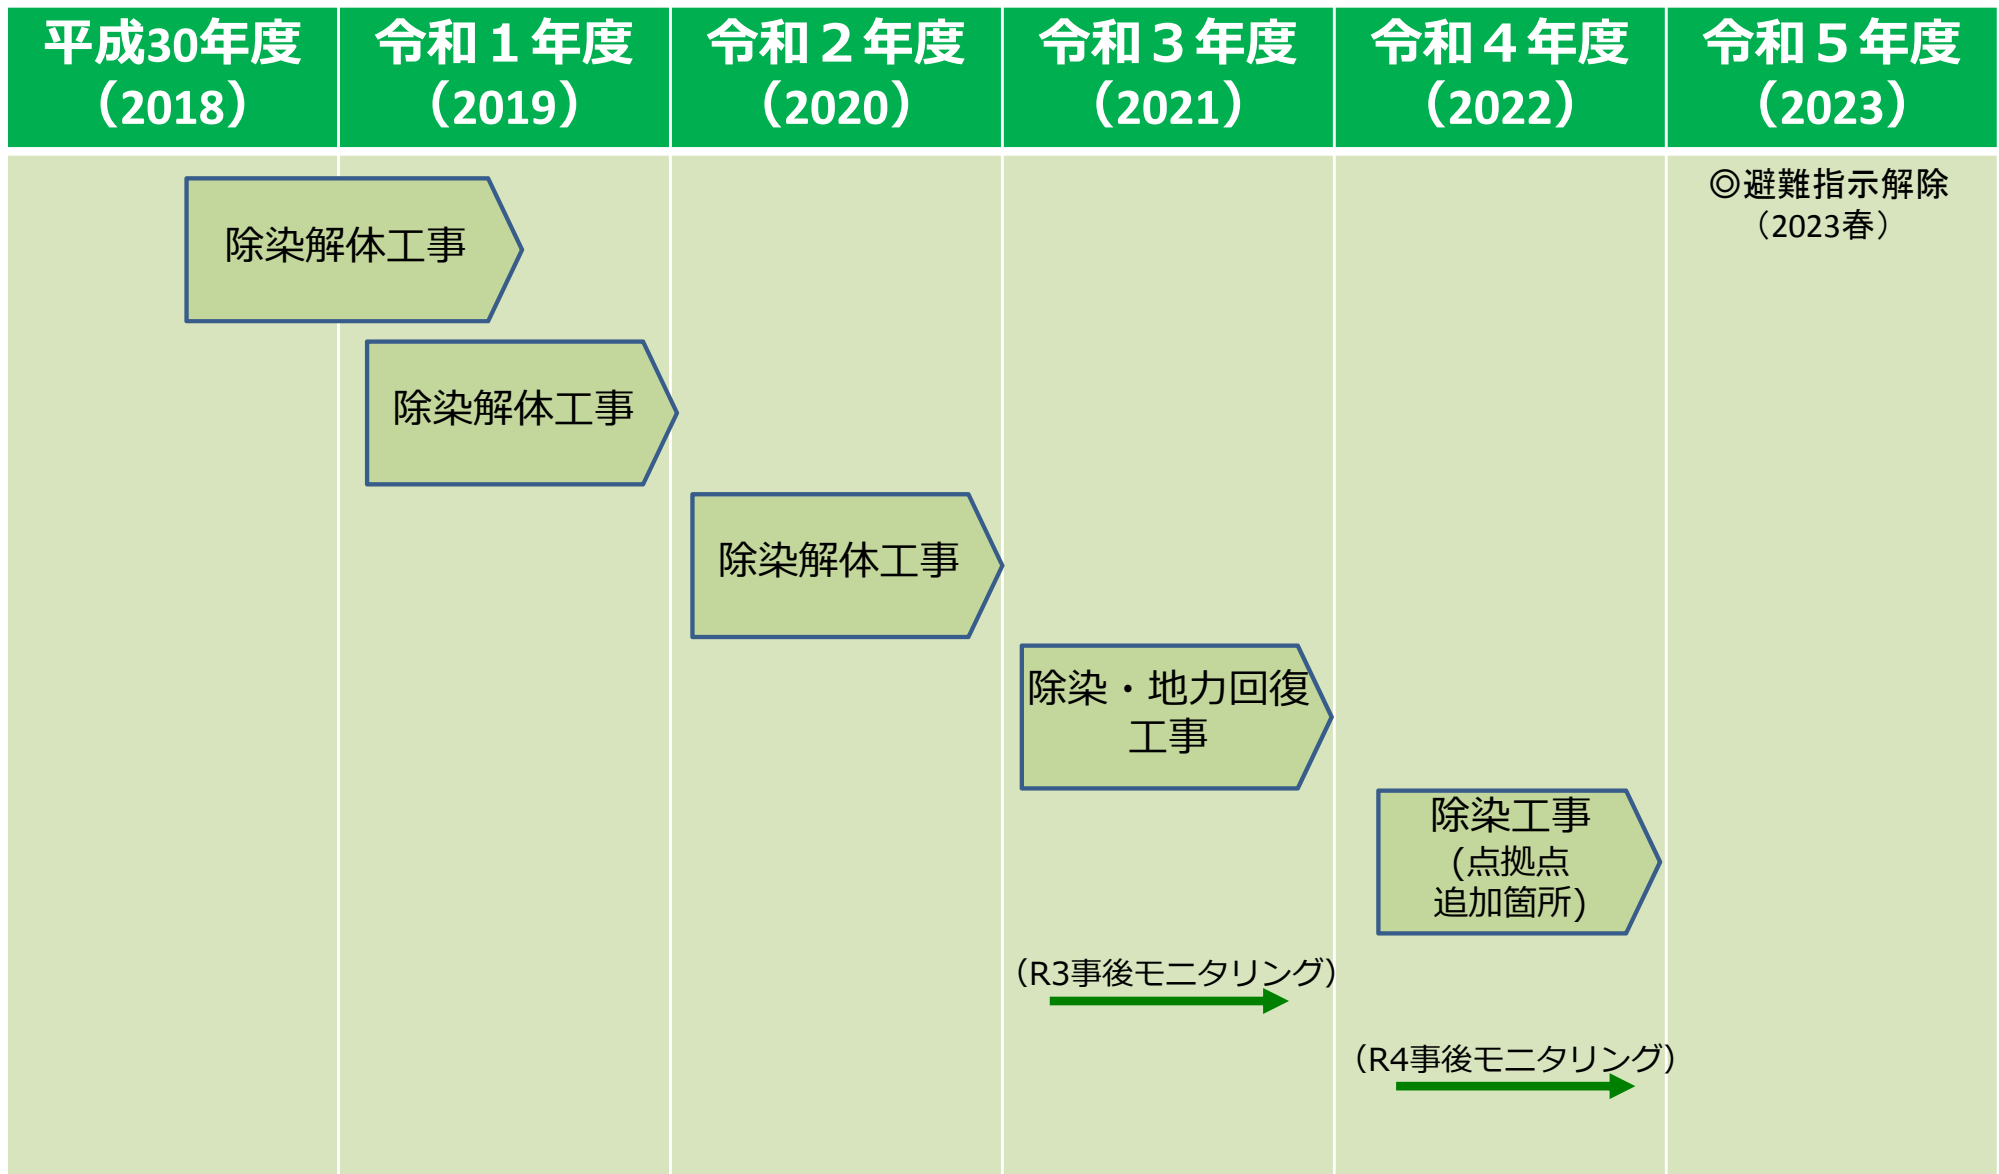 平成30年度
（2018）
令和１年度
（2019）
令和２年度
（2020）
令和３年度
（2021）
令和４年度
（2022）
令和５年度
（2023）
◎避難指示解除
（2023春）
除染解体工事
除染解体工事
除染解体工事
除染・地力回復
工事
除染工事
(点拠点
追加箇所)
（R3事後モニタリング）
（R4事後モニタリング）